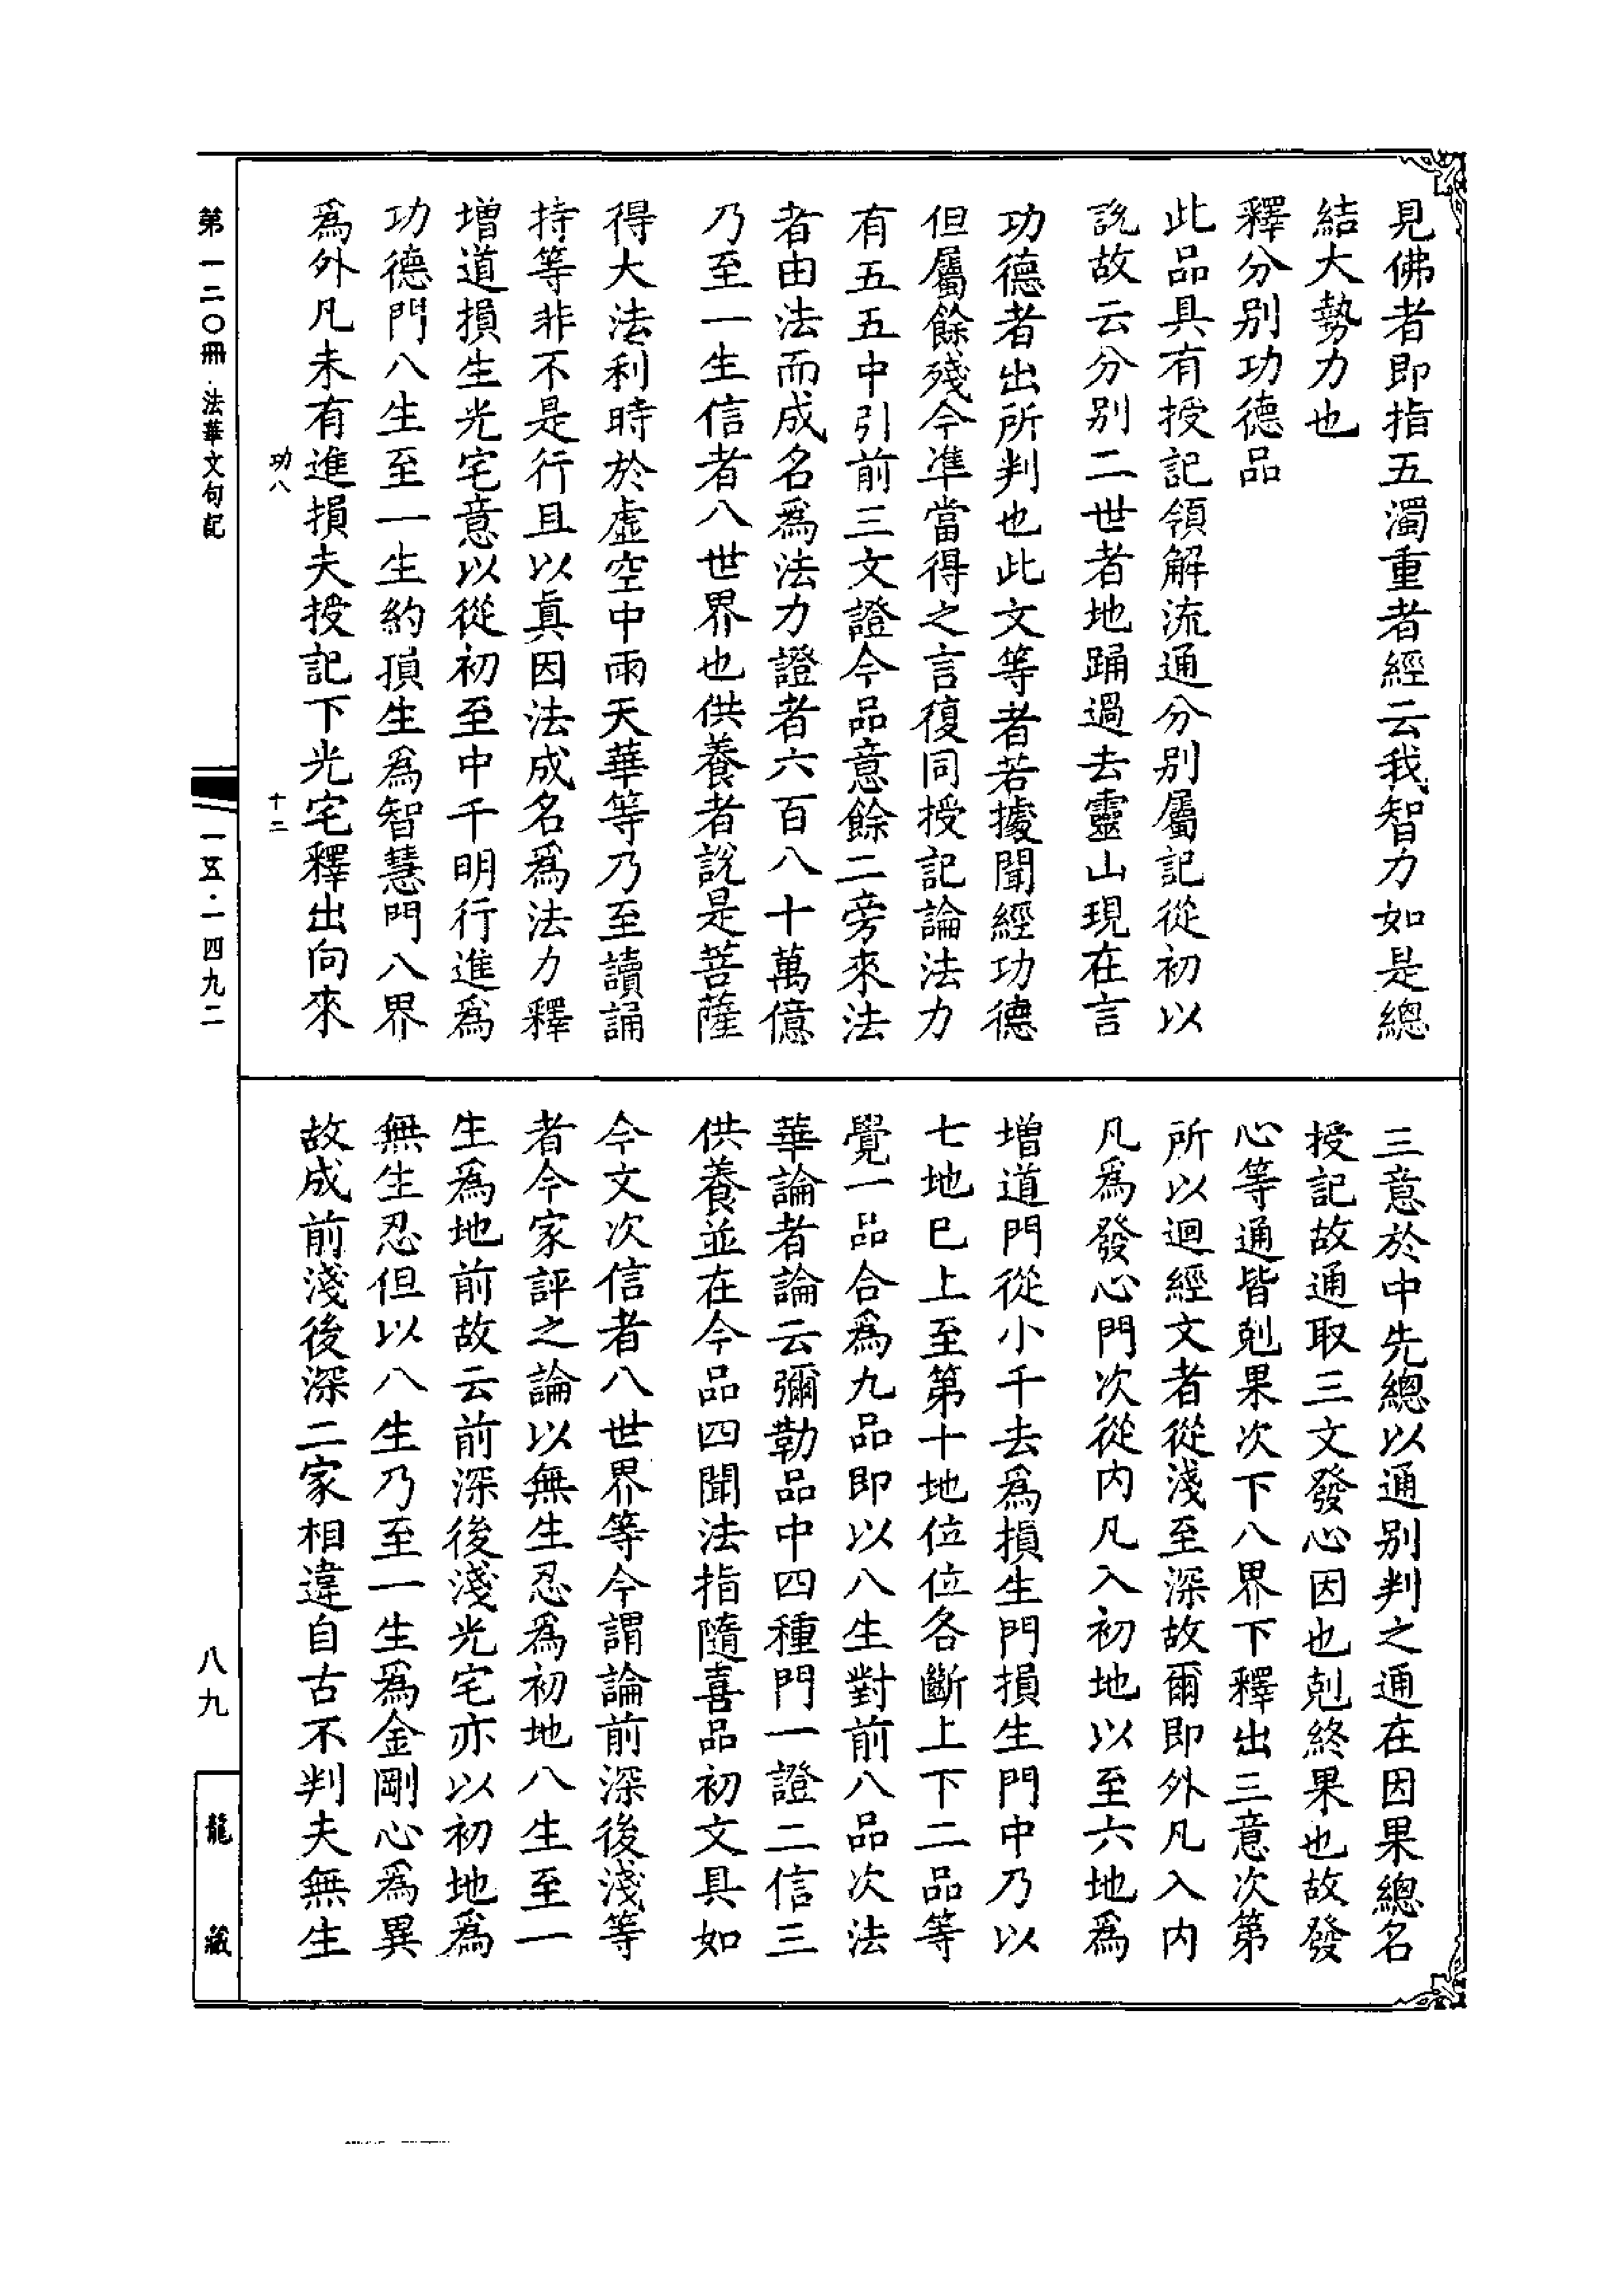 見佛者即指五濁重者經云我智力如是總
結大勢力也
釋分別功德品
此品具有授記領解流通分別屬記從初以
說故云分別二世者地踊過去靈山現在言
功德者出所判也此文等者若據聞經功德
但屬餘殘今準當得之言復同授記論法力
有五五中引前三文證今品意餘二旁來法
者由法而成名爲法力證者六百八十萬億
乃至一生信者八世界也供養者說是菩薩
得大法利時於虛空中雨天華等乃至讀誦
持等非不是行且以眞因法成名爲法力釋
增道損生光宅意以從初至中千明行進爲
功德門八生至一生約損生爲智慧門八界
爲外凡未有進損夫授記下光宅釋出向來
三意於中先總以通別判之通在因果總名
授記故通取三文發心因也剋終果也故發
心等通皆剋果次下八界下釋出三意次第
所以迴經文者從淺至深故爾即外凡入內
凡爲發心門次從内凡入初地以至六地爲
增道門從小千去爲損生門損生門中乃以
七地巳上至第十地位位各斷上下二品等
覺一品合爲九品即以八生對前八品次法
華論者論云彌勒品中四種門一證二信三
供養並在今品四聞法指隨喜品初文具如
今文次信者八世界等今謂論前深後淺等
者今家評之論以無生忍爲初地八生至一
生爲地前故云前深後淺光宅亦以初地爲
無生忍但以八生乃至一生爲金剛心爲異
故成前淺後深二家相違自古不判夫無生
功八
十二
第一二〇冊·法華文句記
一五·一四九二
八九
龍藏